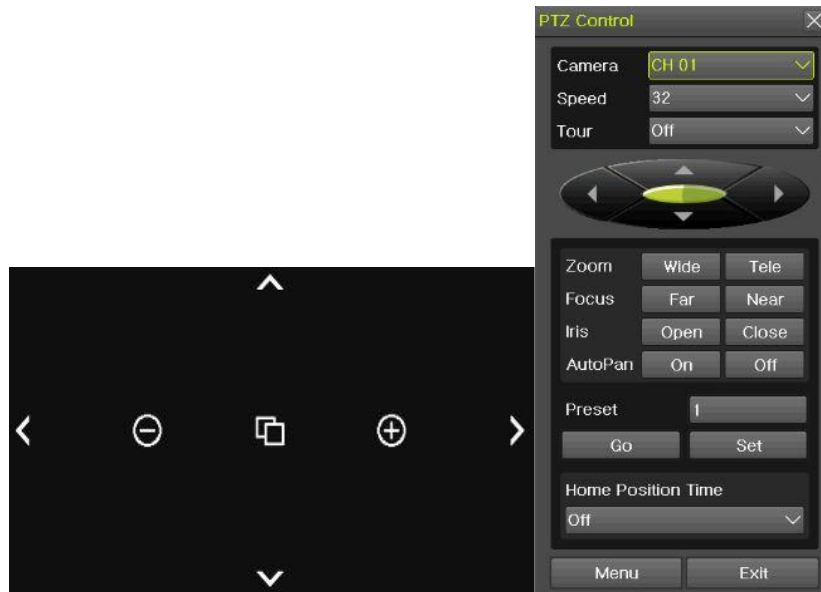 PTZ Control
Camera CH 01
Speed 32
Tour Off
Zoom Wide Tele
Focus Far Near
Iris Open Close
AutoPan On Off
Preset 1
Go Set
Home Position Time
Off
Menu Exit